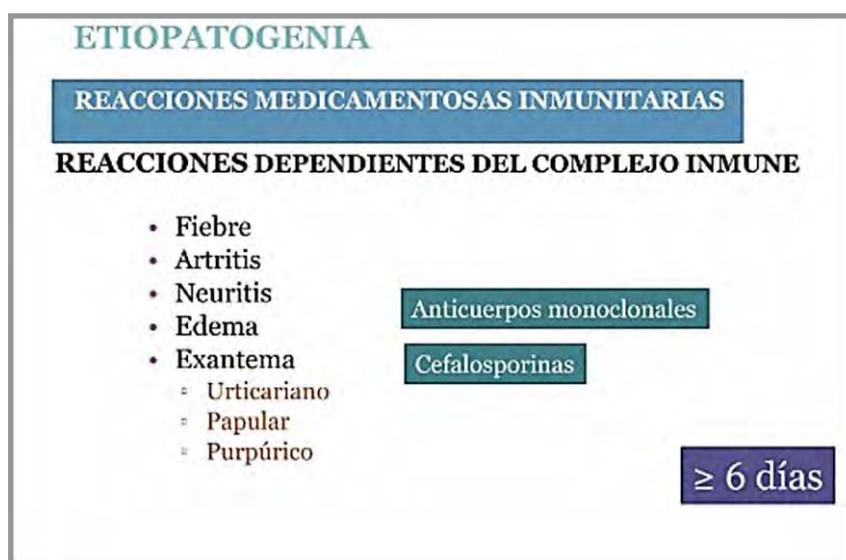 ETIOPATOGENIA
REACCIONES MEDICAMENTOSAS INMUNITARIAS
REACCIONES DEPENDIENTES DEL COMPLEJO INMUNE
• Fiebre
• Artritis
• Neuritis
• Edema
• Exantema
▫ Urticariano
▫ Papular
▫ Purpúrico
Anticuerpos monoclonales
Cefalosporinas
≥ 6 días